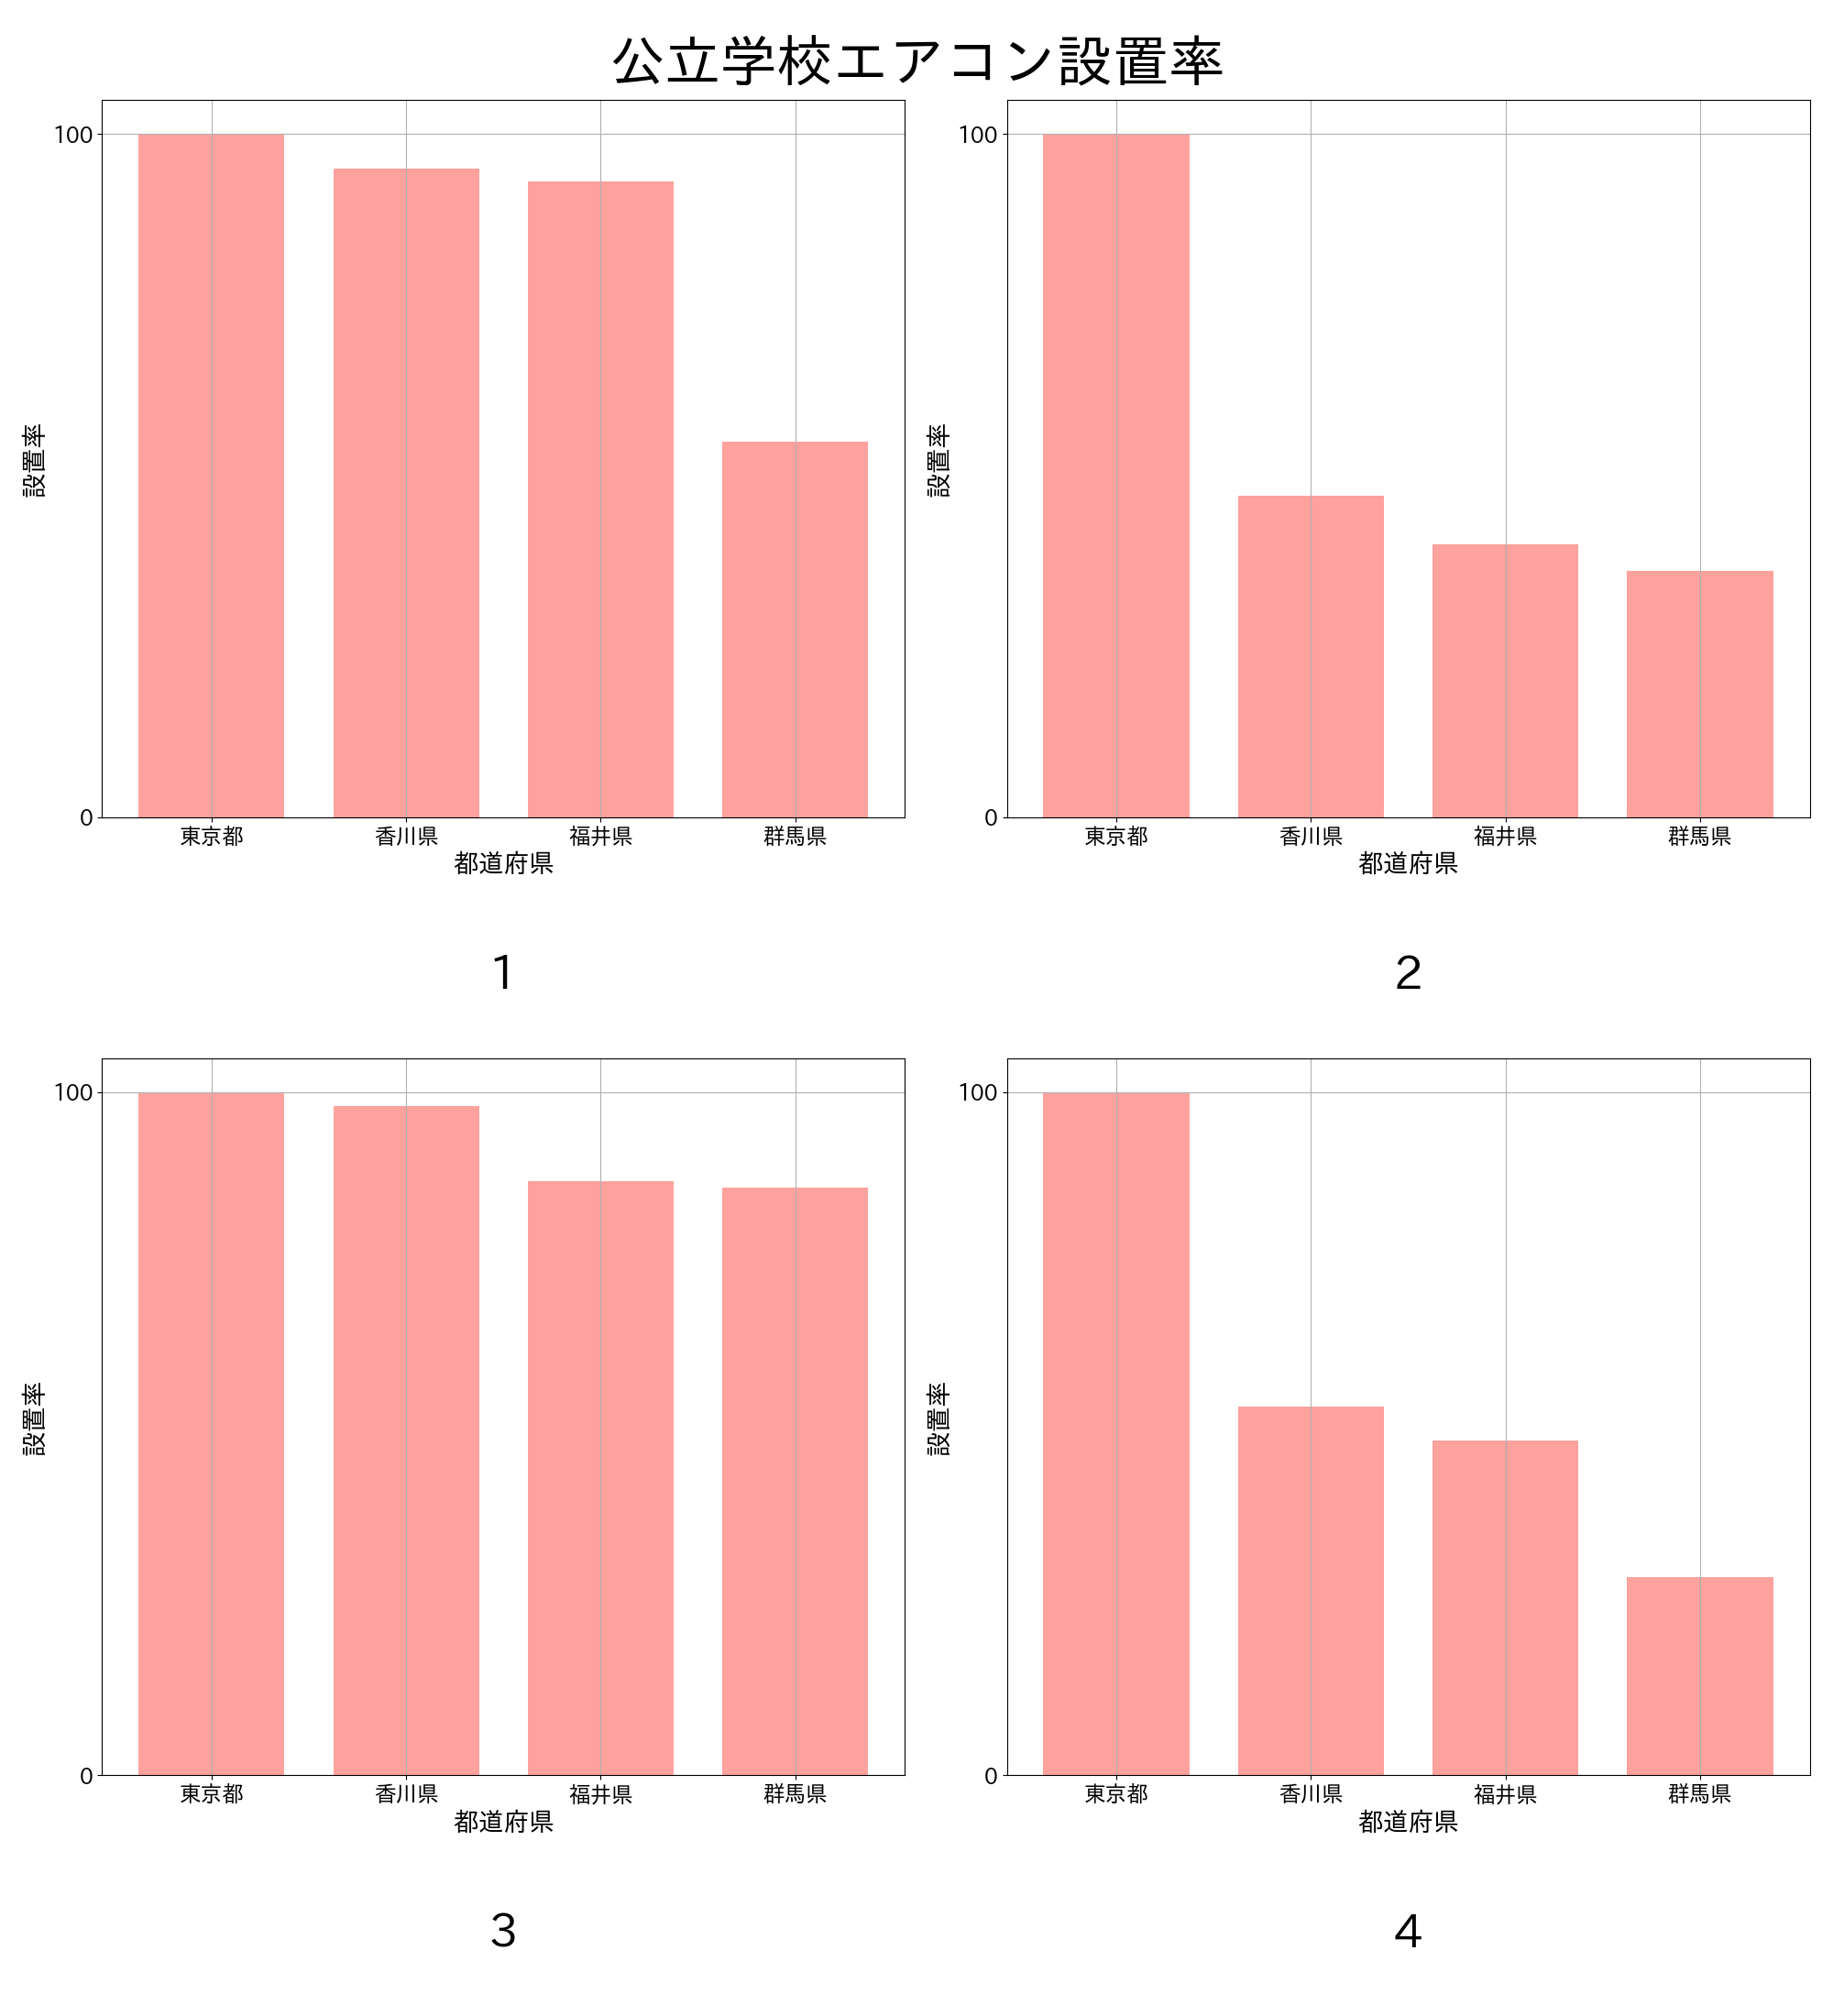 公立学校エアコン設置率
100
0
設置率
東京都 香川県 福井県 群馬県
都道府県
1
100
0
設置率
東京都 香川県 福井県 群馬県
都道府県
2
100
0
設置率
東京都 香川県 福井県 群馬県
都道府県
3
100
0
設置率
東京都 香川県 福井県 群馬県
都道府県
4